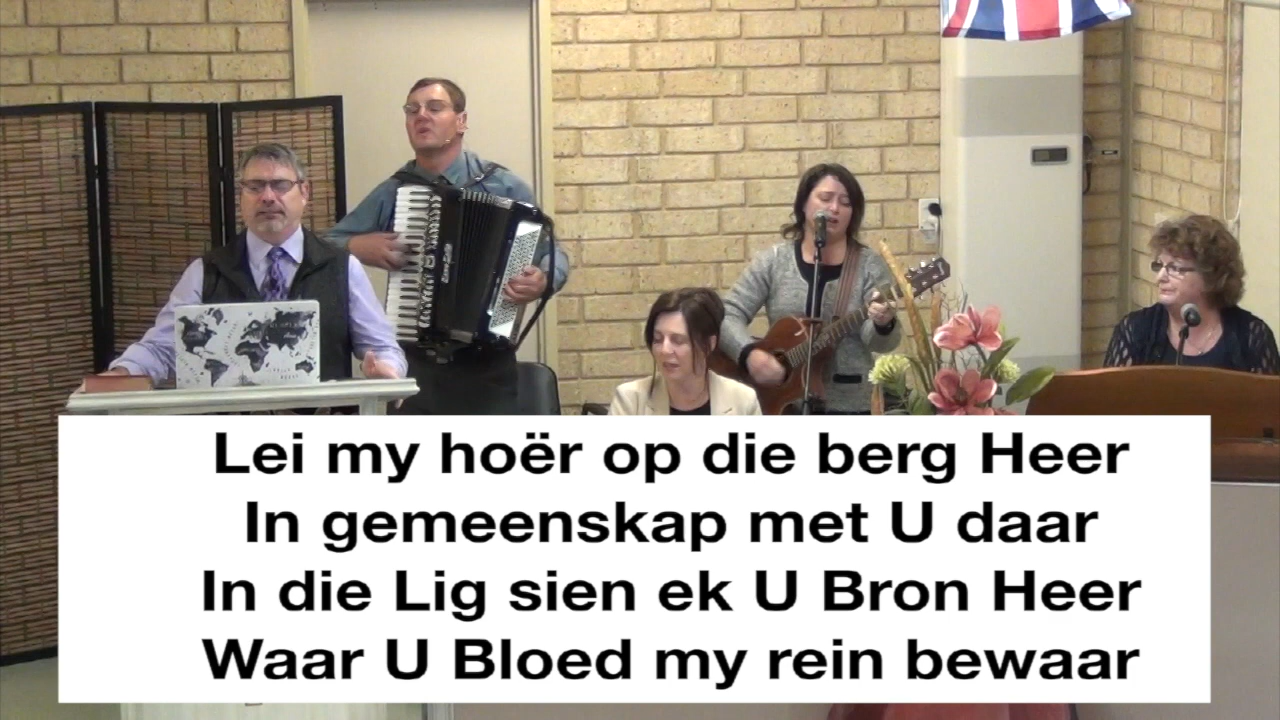 Lei my hoër op die berg Heer
In gemeenskap met U daar
In die Lig sien ek U Bron Heer
Waar U Bloed my rein bewaar